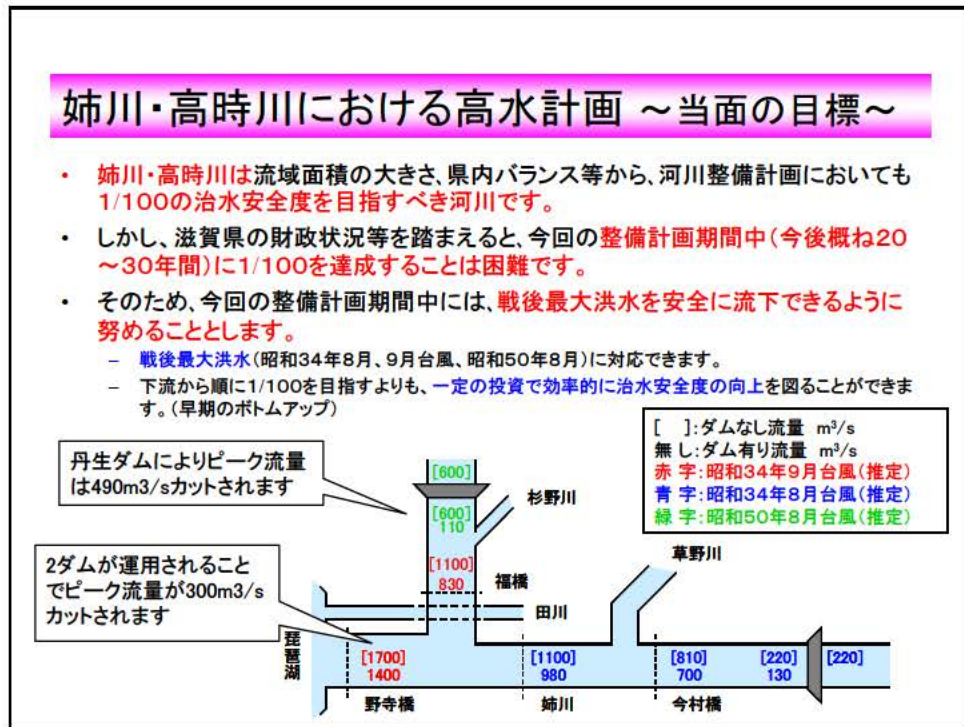 姉川・高時川における高水計画 ～当面の目標～
・ 姉川・高時川は流域面積の大きさ、県内バランス等から、河川整備計画においても
1/100の治水安全度を目指すべき河川です。
・ しかし、滋賀県の財政状況等を踏まえると、今回の整備計画期間中（今後概ね20
～30年間）に1/100を達成することは困難です。
・ そのため、今回の整備計画期間中には、戦後最大洪水を安全に流下できるように
努めることとします。
– 戦後最大洪水（昭和34年8月、9月台風、昭和50年8月）に対応できます。
– 下流から順に1/100を目指すよりも、一定の投資で効率的に治水安全度の向上を図ることができま
す。（早期のボトムアップ）
[ ]：ダムなし流量 m³/s
無 し：ダム有り流量 m³/s
赤 字：昭和34年9月台風（推定）
青 字：昭和34年8月台風（推定）
緑 字：昭和50年8月台風（推定）
丹生ダムによりピーク流量
は490m3/sカットされます
[600]
[600]
110
杉野川
[1100]
830
福橋
草野川
2ダムが運用されること
でピーク流量が300m3/s
カットされます
田川
琵琶湖
[1700]
1400
[1100]
980
[810]
700
[220]
130
[220]
野寺橋
姉川
今村橋